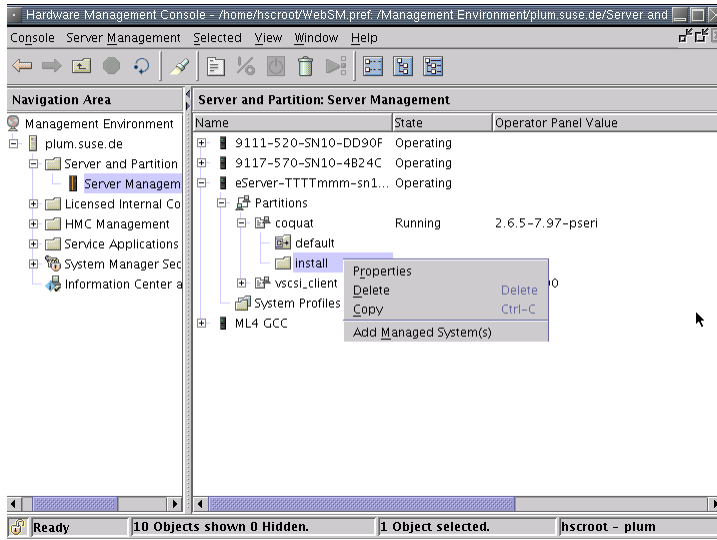 Hardware Management Console - /home/hscroot/WebSM.pref: /Management Environment/plum.suse.de/Server and
Console Server Management Selected View Window Help
Navigation Area
Management Environment
plum.suse.de
Server and Partition
Server Managem
Licensed Internal Co
HMC Management
Service Applications
System Manager Sec
Information Center a
Server and Partition: Server Management
Name State Operator Panel Value
9111-520-SN10-DD90F Operating
9117-570-SN10-4B24C Operating
eServer-TTTTmmm-sn1... Operating
Partitions
coquat Running 2.6.5-7.97-pseri
default
install
vscsi_client 00
System Profiles
ML4 GCC
Properties
Delete Delete
Copy Ctrl-C
Add Managed System(s)
Ready 10 Objects shown 0 Hidden. 1 Object selected. hscroot - plum